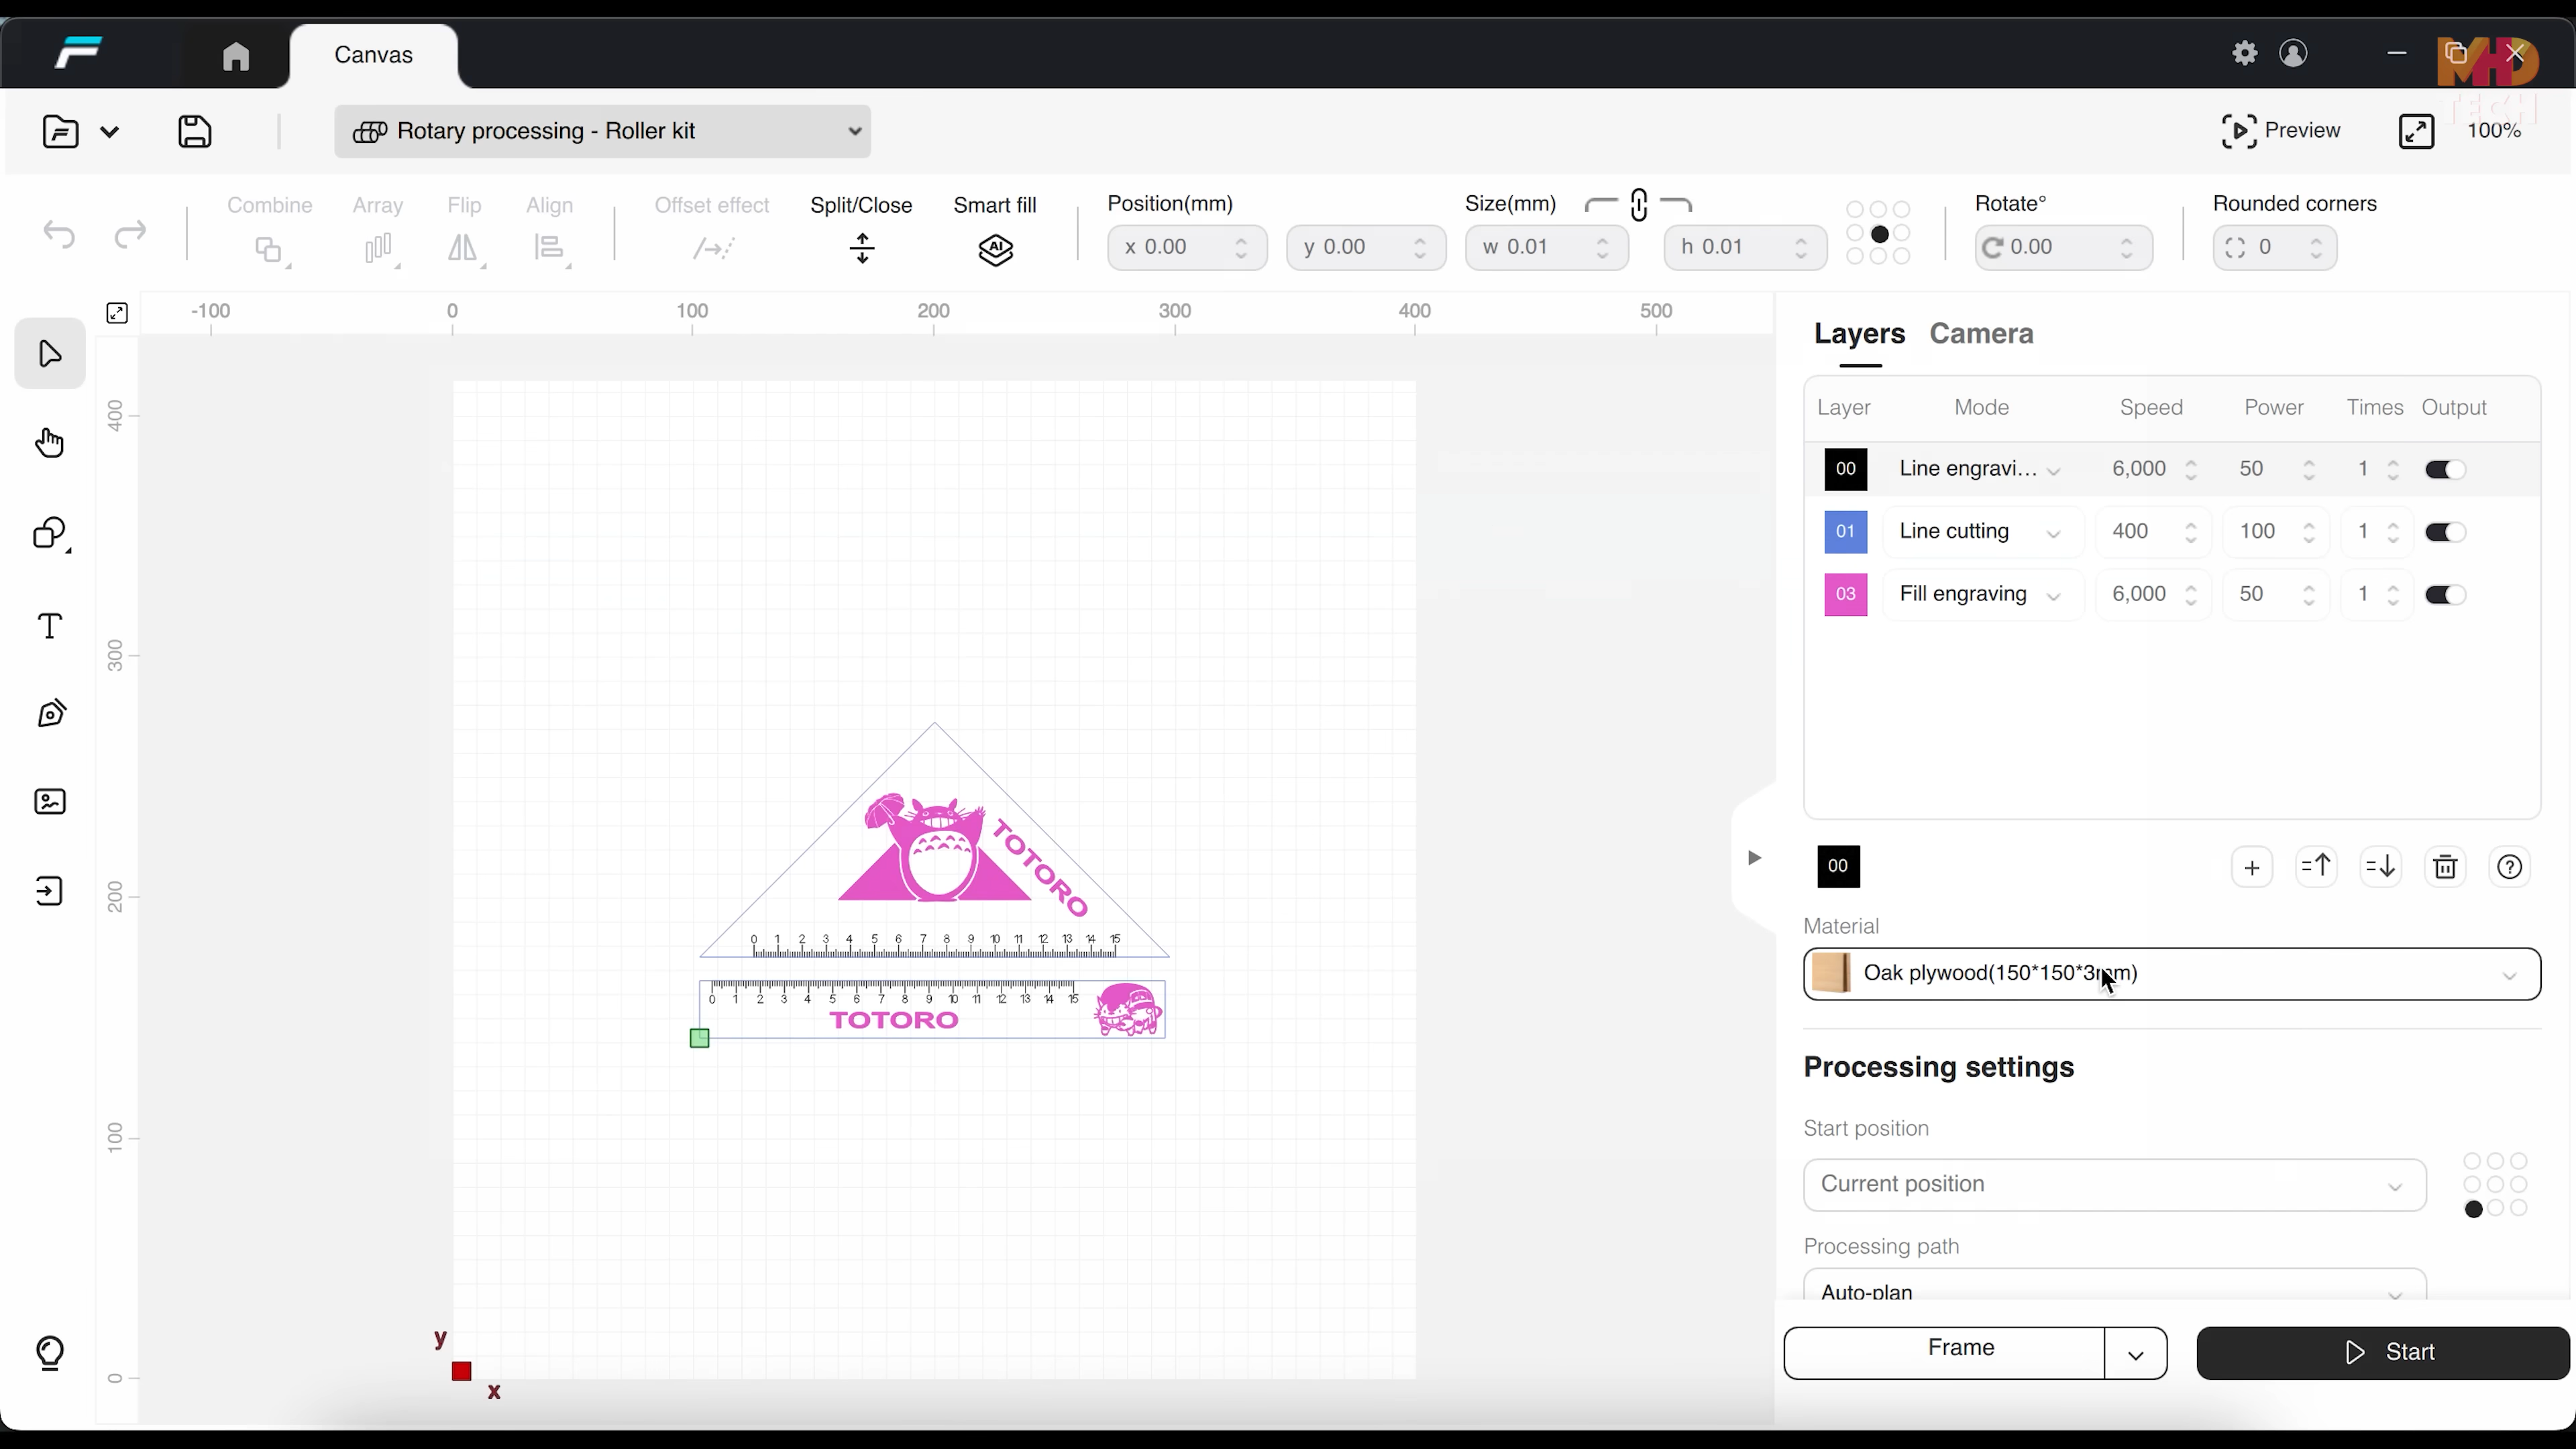 Canvas
MHD
TECH
Rotary processing - Roller kit
Preview
100%
Combine Array Flip Align Offset effect Split/Close Smart fill Position(mm) Size(mm) Rotate° Rounded corners
AI
x 0.00 y 0.00 w 0.01 h 0.01 0.00 0
-100 0 100 200 300 400 500
400
300
200
100
0
TOTORO
0 1 2 3 4 5 6 7 8 9 10 11 12 13 14 15
0 1 2 3 4 5 6 7 8 9 10 11 12 13 14 15
TOTORO
y
x
Layers Camera
Layer Mode Speed Power Times Output
00 Line engravi... 6,000 50 1
01 Line cutting 400 100 1
03 Fill engraving 6,000 50 1
00
Material
Oak plywood(150*150*3mm)
Processing settings
Start position
Current position
Processing path
Auto-plan
Frame
Start